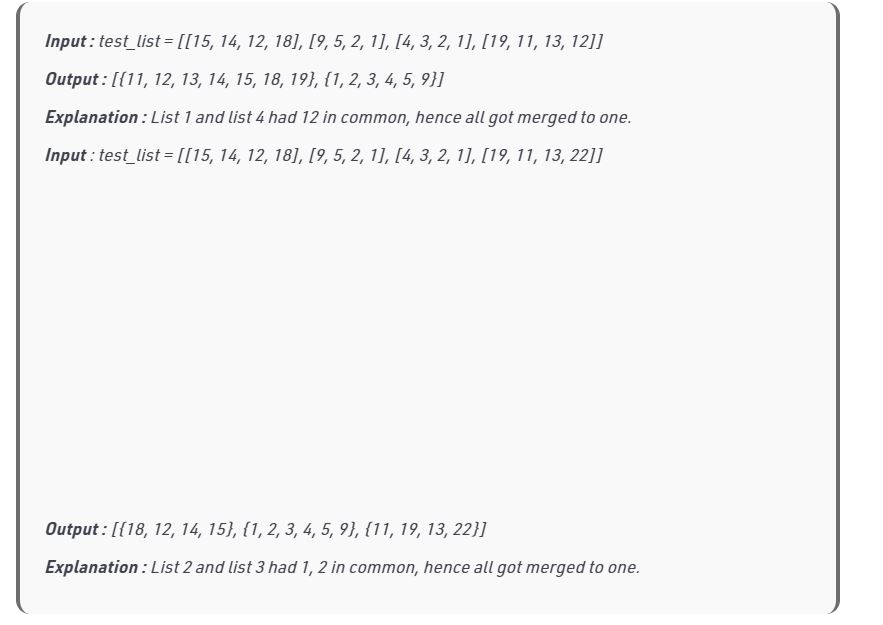 Input : test_list = [[15, 14, 12, 18], [9, 5, 2, 1], [4, 3, 2, 1], [19, 11, 13, 12]]
Output : [{11, 12, 13, 14, 15, 18, 19}, {1, 2, 3, 4, 5, 9}]
Explanation : List 1 and list 4 had 12 in common, hence all got merged to one.
Input : test_list = [[15, 14, 12, 18], [9, 5, 2, 1], [4, 3, 2, 1], [19, 11, 13, 22]]
Output : [{18, 12, 14, 15}, {1, 2, 3, 4, 5, 9}, {11, 19, 13, 22}]
Explanation : List 2 and list 3 had 1, 2 in common, hence all got merged to one.